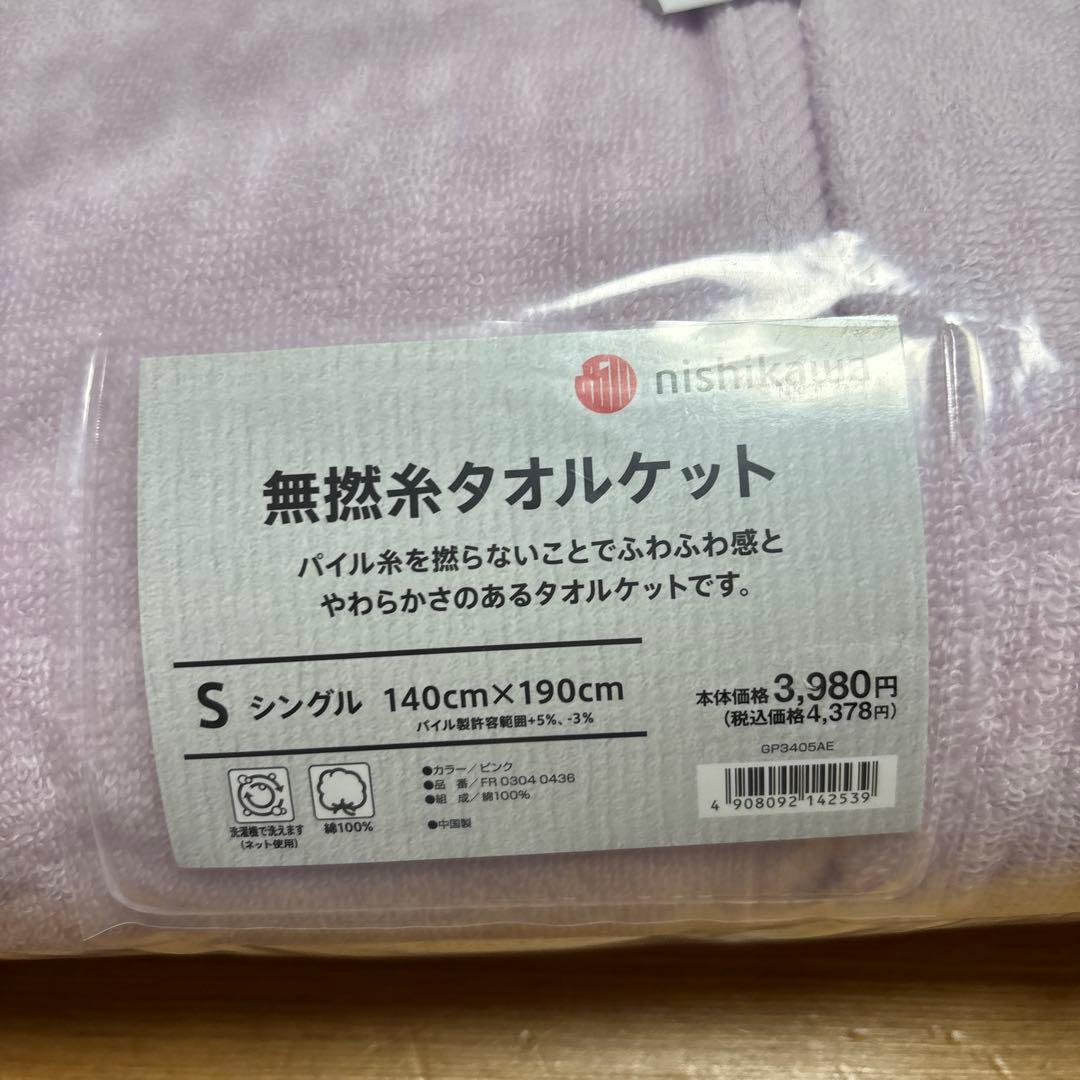 nishikawa
無撚糸タオルケット
パイル糸を撚らないことでふわふわ感と
やわらかさのあるタオルケットです。
S シングル 140cm×190cm
パイル製許容範囲+5%、-3%
本体価格3,980円
(税込価格4,378円)
GP3405AE
4 908092 142539
洗濯機で洗えます
(ネット使用)
綿100%
●カラー/ピンク
●品 番/FR 0304 0436
●組 成/綿100%
●中国製